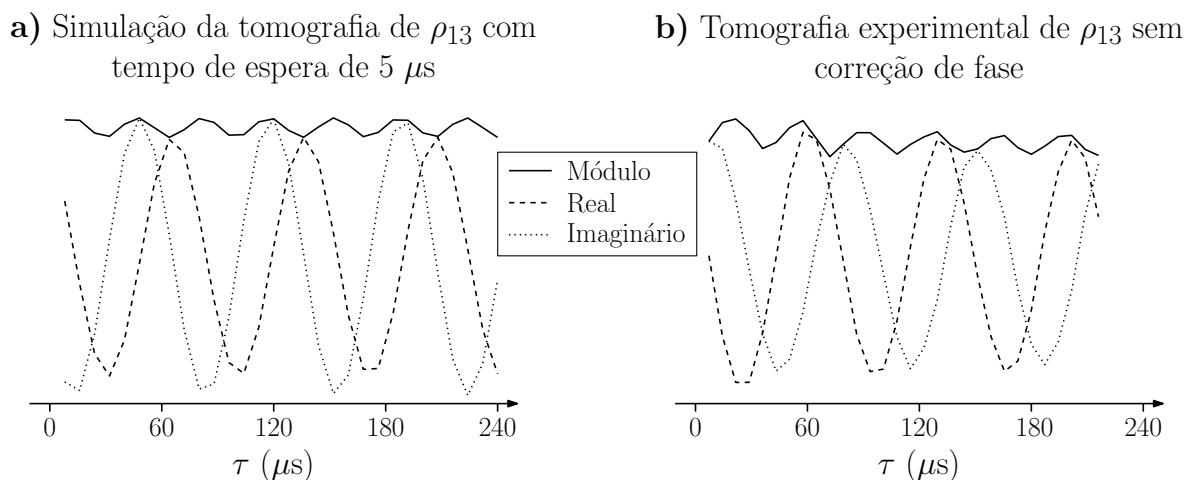 a) Simulação da tomografia de ρ13 com
tempo de espera de 5 μs
b) Tomografia experimental de ρ13 sem
correção de fase
Módulo
Real
Imaginário
0 60 120 180 240
τ (μs)
0 60 120 180 240
τ (μs)